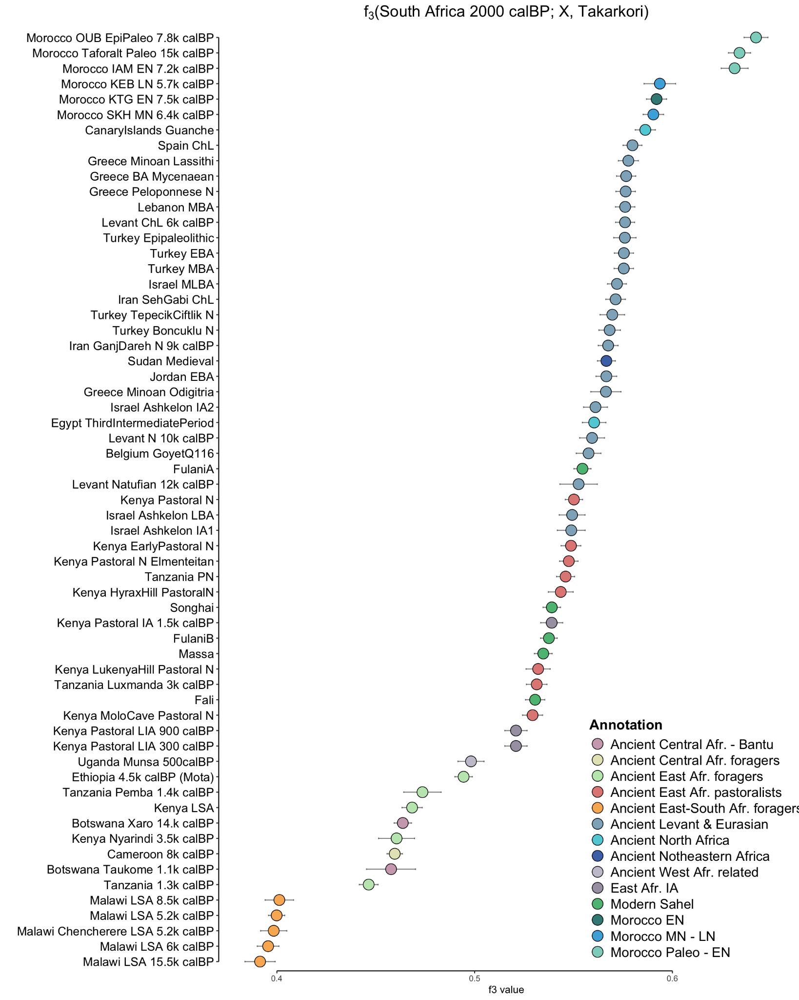 f3(South Africa 2000 calBP; X, Takarkori)
Morocco OUB EpiPaleo 7.8k calBP
Morocco Taforalt Paleo 15k calBP
Morocco IAM EN 7.2k calBP
Morocco KEB LN 5.7k calBP
Morocco KTG EN 7.5k calBP
Morocco SKH MN 6.4k calBP
CanaryIslands Guanche
Spain ChL
Greece Minoan Lassithi
Greece BA Mycenaean
Greece Peloponnese N
Lebanon MBA
Levant ChL 6k calBP
Turkey Epipaleolithic
Turkey EBA
Turkey MBA
Israel MLBA
Iran SehGabi ChL
Turkey TepecikCiftlik N
Turkey Boncuklu N
Iran GanjDareh N 9k calBP
Sudan Medieval
Jordan EBA
Greece Minoan Odigitria
Israel Ashkelon IA2
Egypt ThirdIntermediatePeriod
Levant N 10k calBP
Belgium GoyetQ116
FulaniA
Levant Natufian 12k calBP
Kenya Pastoral N
Israel Ashkelon LBA
Israel Ashkelon IA1
Kenya EarlyPastoral N
Kenya Pastoral N Elmenteitan
Tanzania PN
Kenya HyraxHill PastoralN
Songhai
Kenya Pastoral IA 1.5k calBP
FulaniB
Massa
Kenya LukenyaHill Pastoral N
Tanzania Luxmanda 3k calBP
Fali
Kenya MoloCave Pastoral N
Kenya Pastoral LIA 900 calBP
Kenya Pastoral LIA 300 calBP
Uganda Munsa 500calBP
Ethiopia 4.5k calBP (Mota)
Tanzania Pemba 1.4k calBP
Kenya LSA
Botswana Xaro 14.k calBP
Kenya Nyarindi 3.5k calBP
Cameroon 8k calBP
Botswana Taukome 1.1k calBP
Tanzania 1.3k calBP
Malawi LSA 8.5k calBP
Malawi LSA 5.2k calBP
Malawi Chencherere LSA 5.2k calBP
Malawi LSA 6k calBP
Malawi LSA 15.5k calBP
Annotation
Ancient Central Afr. - Bantu
Ancient Central Afr. foragers
Ancient East Afr. foragers
Ancient East Afr. pastoralists
Ancient East-South Afr. foragers
Ancient Levant & Eurasian
Ancient North Africa
Ancient Notheastern Africa
Ancient West Afr. related
East Afr. IA
Modern Sahel
Morocco EN
Morocco MN - LN
Morocco Paleo - EN
0.4 0.5 0.6
f3 value